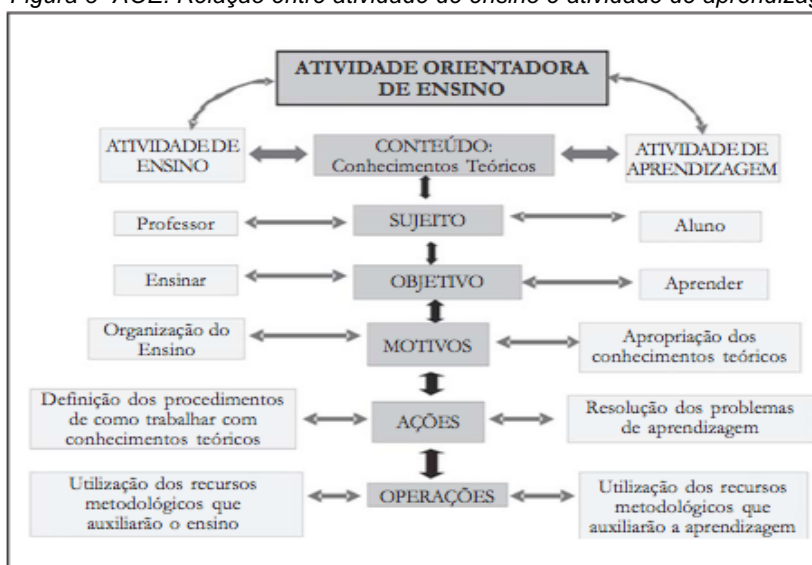 Figura 3- AOE: Relação entre atividade de ensino e atividade de aprendizag
ATIVIDADE ORIENTADORA
DE ENSINO
ATIVIDADE DE
ENSINO
CONTEÚDO:
Conhecimentos Teóricos
ATIVIDADE DE
APRENDIZAGEM
Professor
SUJEITO
Aluno
Ensinar
OBJETIVO
Aprender
Organização do
Ensino
MOTIVOS
Apropriação dos
conhecimentos teóricos
Definição dos procedimentos
de como trabalhar com
conhecimentos teóricos
AÇÕES
Resolução dos problemas
de aprendizagem
Utilização dos recursos
metodológicos que
auxiliarão o ensino
OPERAÇÕES
Utilização dos recursos
metodológicos que
auxiliarão a aprendizagem